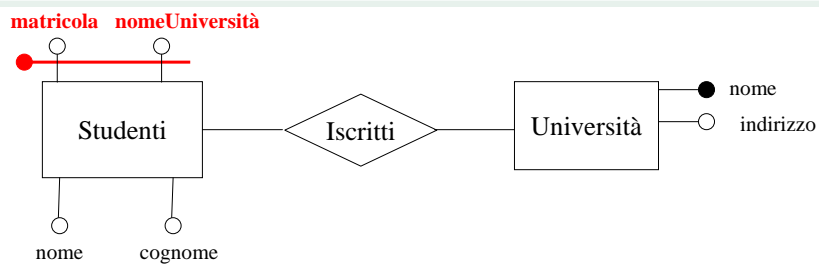 matricola nomeUniversità
Studenti
Iscritti
Università
nome
indirizzo
nome
cognome